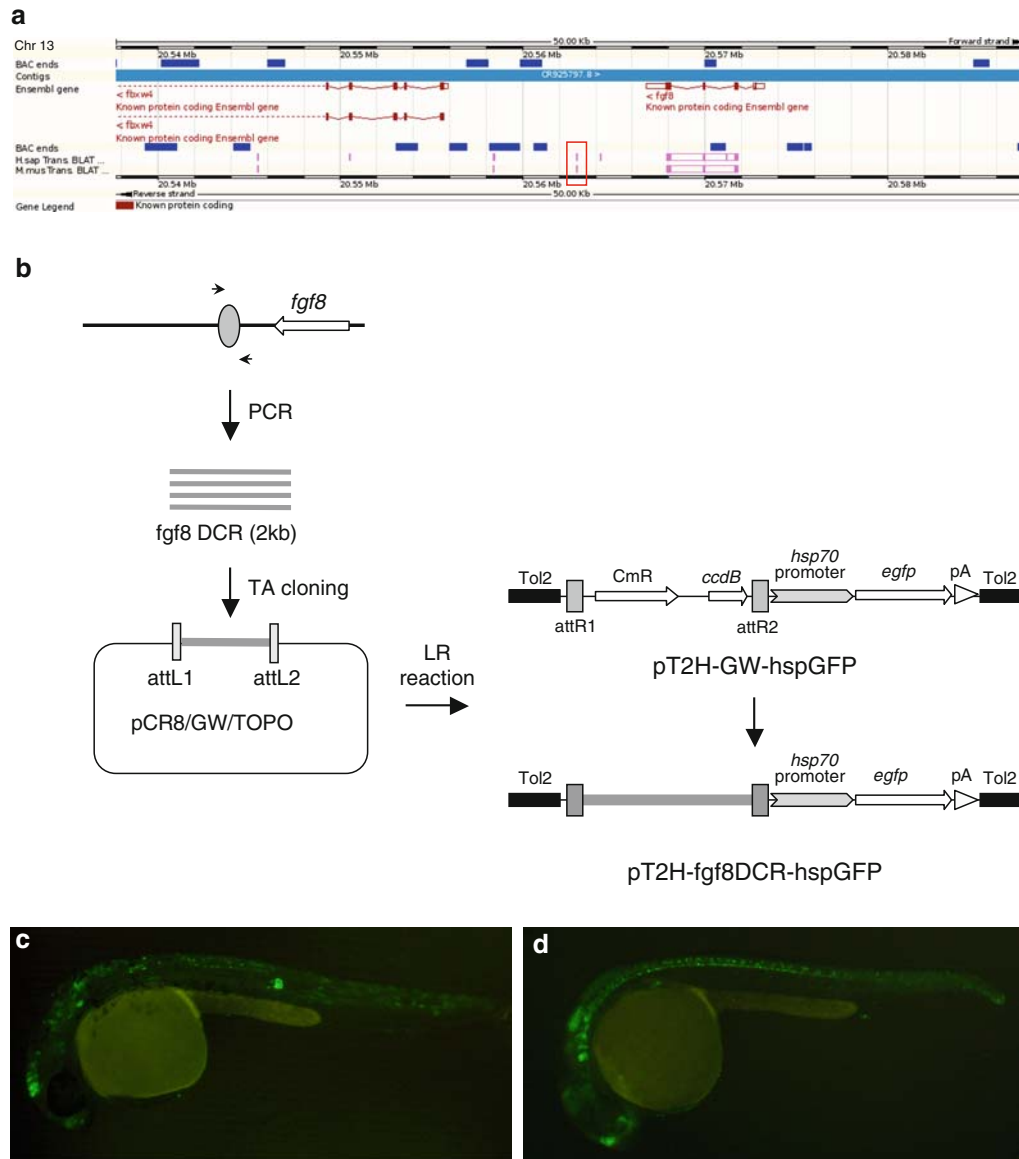 a
Chr 13
50.00 Kb
Forward strand
20.54 Mb 20.55 Mb 20.56 Mb 20.57 Mb 20.58 Mb
BAC ends
Contigs
CR925797.8 >
Ensembl gene
< fbxw4
< fgf8
Known protein coding Ensembl gene
Known protein coding Ensembl gene
< fbxw4
Known protein coding Ensembl gene
BAC ends
H.sap Trans. BLAT ...
M.mus Trans. BLAT ...
20.54 Mb 20.55 Mb 20.56 Mb 20.57 Mb 20.58 Mb
Reverse strand
50.00 Kb
Gene Legend
Known protein coding
b
fgf8
PCR
fgf8 DCR (2kb)
TA cloning
attL1 attL2
pCR8/GW/TOPO
LR
reaction
Tol2 CmR ccdB hsp70
promoter egfp pA Tol2
attR1 attR2
pT2H-GW-hspGFP
Tol2 hsp70
promoter egfp pA Tol2
pT2H-fgf8DCR-hspGFP
c
d